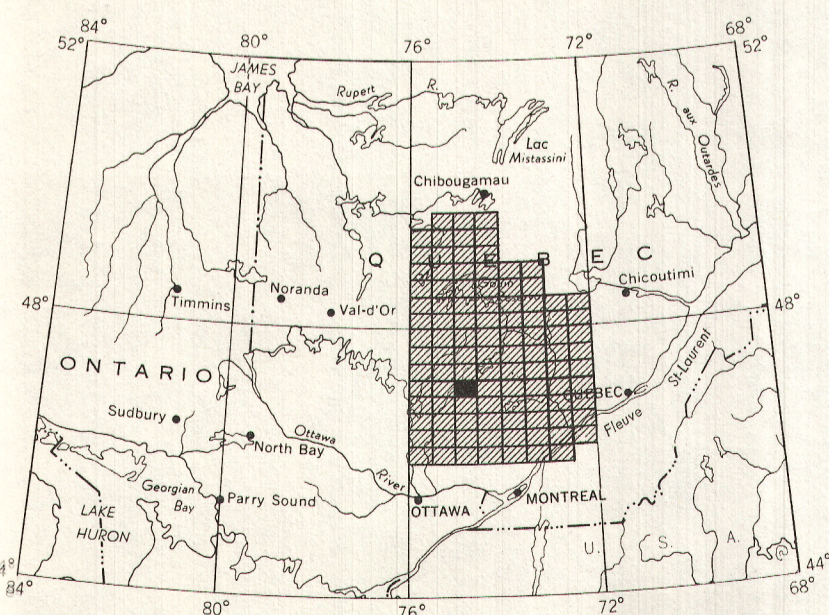 84°
80°
76°
72°
68°
52°
52°
JAMES
BAY
Rupert R.
R. aux Outardes
Lac
Mistassini
Chibougamau
Q U E B E C
Chicoutimi
Noranda
Timmins
Val-d'Or
48°
48°
ONTARIO
St-Laurent
QUEBEC
Fleuve
Sudbury
Ottawa
River
North Bay
Georgian
Bay
Parry Sound
OTTAWA
MONTREAL
LAKE
HURON
U. S. A.
4°
44°
84°
80°
76°
72°
68°